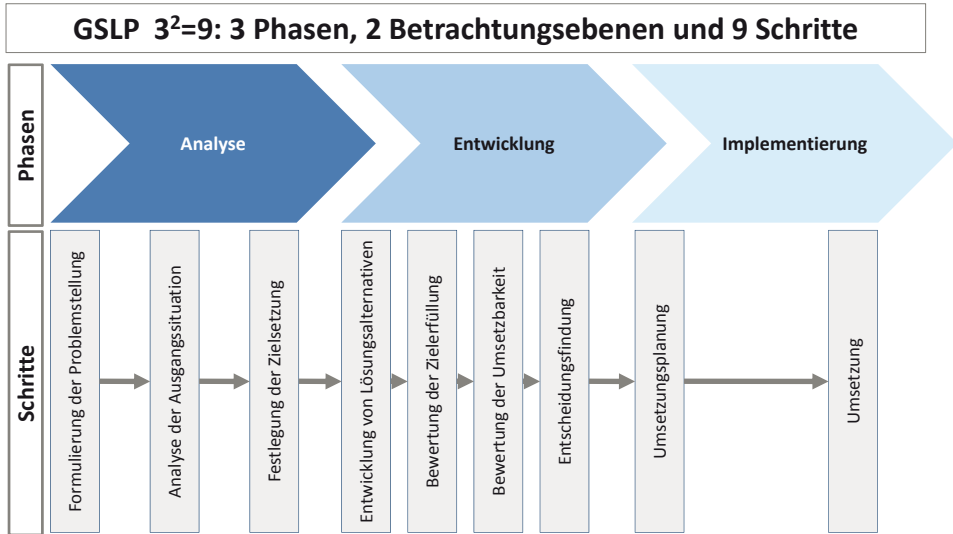 GSLP 3²=9: 3 Phasen, 2 Betrachtungsebenen und 9 Schritte
Phasen
Analyse
Entwicklung
Implementierung
Schritte
Formulierung der Problemstellung
Analyse der Ausgangssituation
Festlegung der Zielsetzung
Entwicklung von Lösungsalternativen
Bewertung der Zielerfüllung
Bewertung der Umsetzbarkeit
Entscheidungsfindung
Umsetzungsplanung
Umsetzung